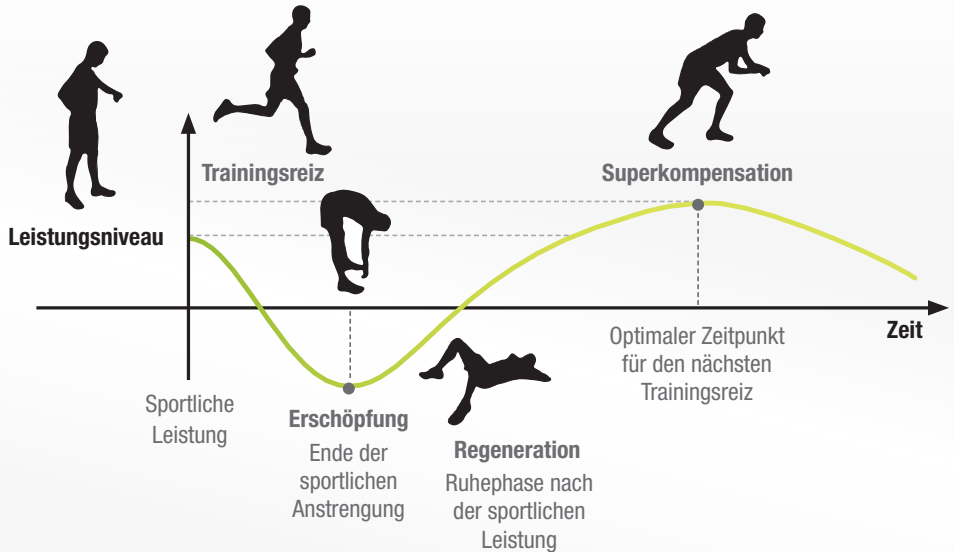 Trainingsreiz
Superkompensation
Leistungsniveau
Zeit
Sportliche
Leistung
Erschöpfung
Ende der
sportlichen
Anstrengung
Regeneration
Ruhephase nach
der sportlichen
Leistung
Optimaler Zeitpunkt
für den nächsten
Trainingsreiz